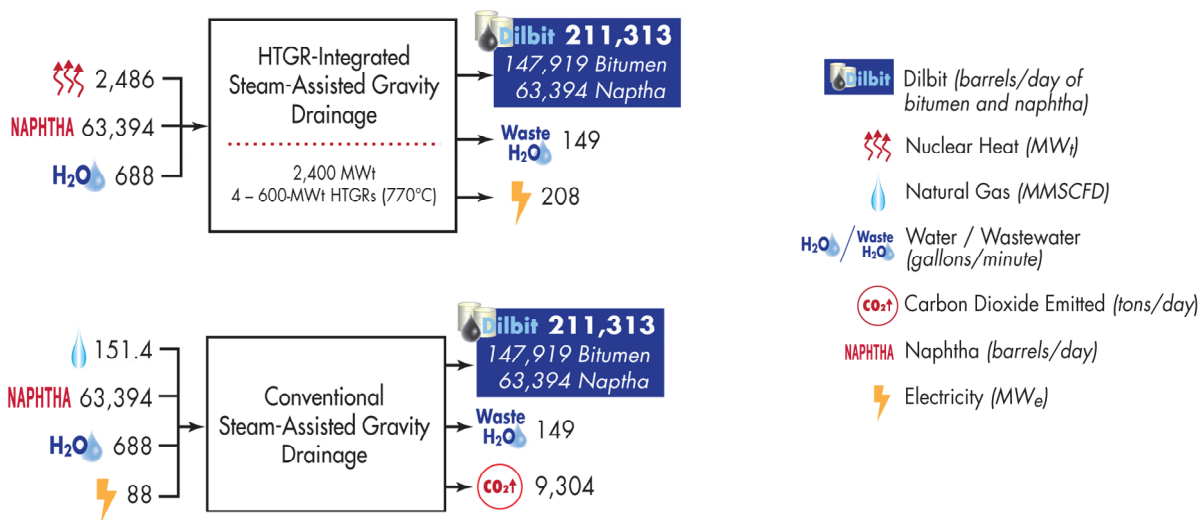 Dilbit 211,313
147,919 Bitumen
63,394 Naptha
HTGR-Integrated
Steam-Assisted Gravity
Drainage
2,400 MWt
4 – 600-MWt HTGRs (770°C)
2,486
NAPHTHA 63,394
H₂O 688
Waste
H₂O 149
208
Dilbit 211,313
147,919 Bitumen
63,394 Naptha
Conventional
Steam-Assisted Gravity
Drainage
151.4
NAPHTHA 63,394
H₂O 688
88
Waste
H₂O 149
CO₂↑ 9,304
Dilbit Dilbit (barrels/day of
bitumen and naphtha)
Nuclear Heat (MWt)
Natural Gas (MMSCFD)
H₂O/Waste H₂O Water / Wastewater
(gallons/minute)
CO₂↑ Carbon Dioxide Emitted (tons/day)
NAPHTHA Naphtha (barrels/day)
Electricity (MWe)